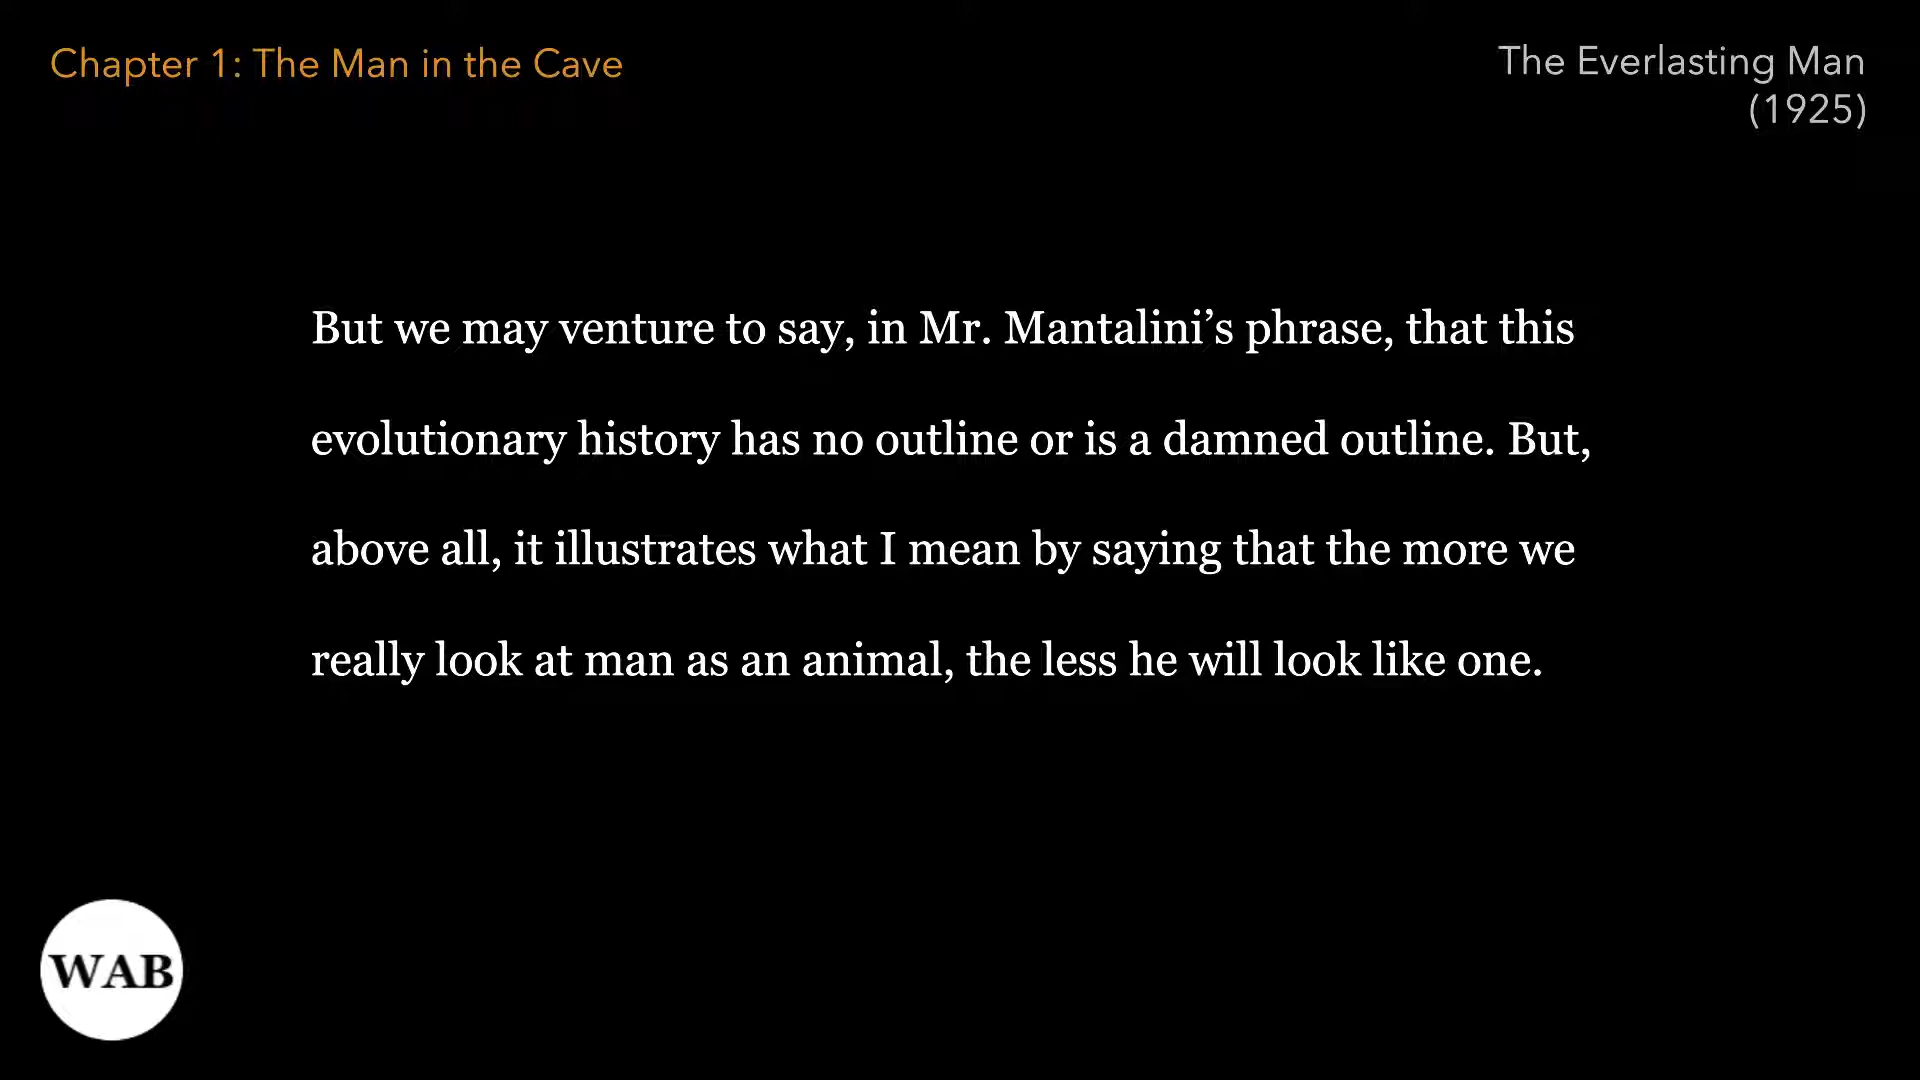 Chapter 1: The Man in the Cave
The Everlasting Man
(1925)
But we may venture to say, in Mr. Mantalini’s phrase, that this
evolutionary history has no outline or is a damned outline. But,
above all, it illustrates what I mean by saying that the more we
really look at man as an animal, the less he will look like one.
WAB